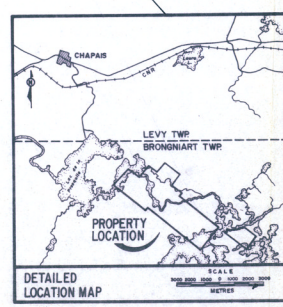 CHAPAIS
CNR
LEVY TWP.
BRONGNIART TWP.
PROPERTY
LOCATION
DETAILED
LOCATION MAP
SCALE
METRES